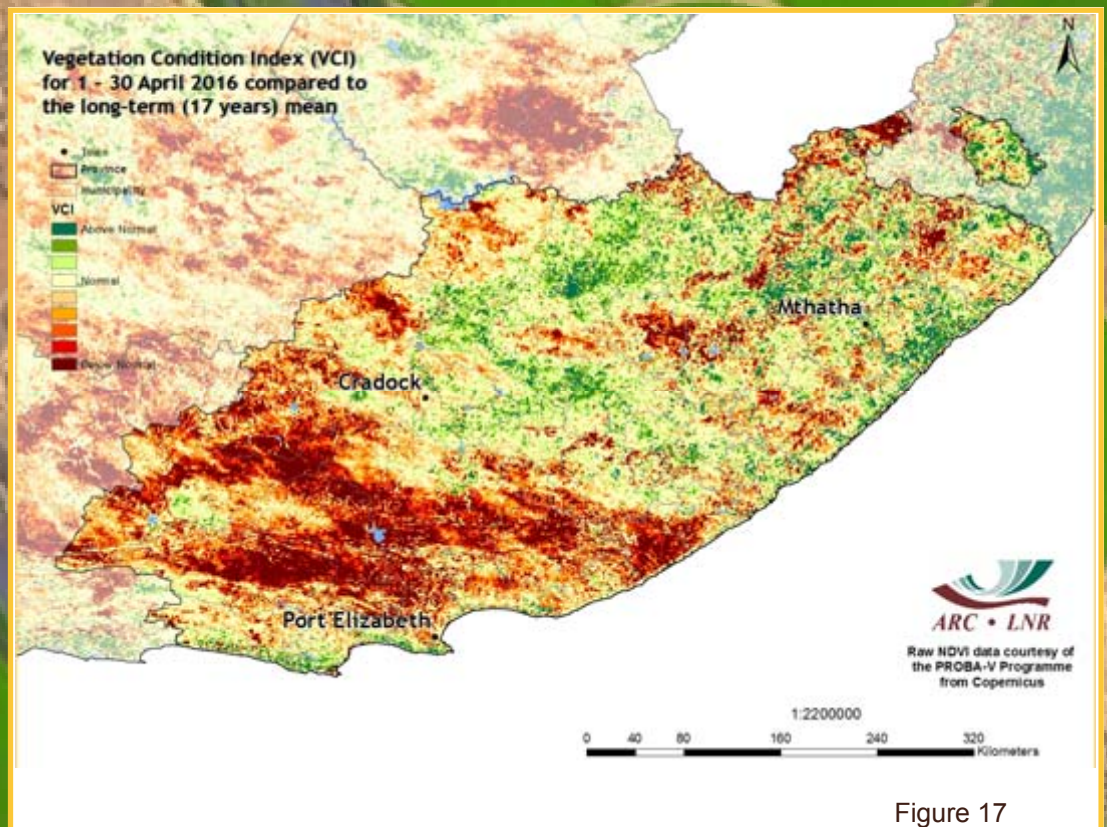 Vegetation Condition Index (VCI)
for 1 - 30 April 2016 compared to
the long-term (17 years) mean
Town
Province
Municipality
VCI
Above Normal
Normal
Below Normal
N
Mthatha
Cradock
Port Elizabeth
ARC • LNR
Raw NDVI data courtesy of
the PROBA-V Programme
from Copernicus
1:2200000
0 40 80 160 240 320
Kilometers
Figure 17